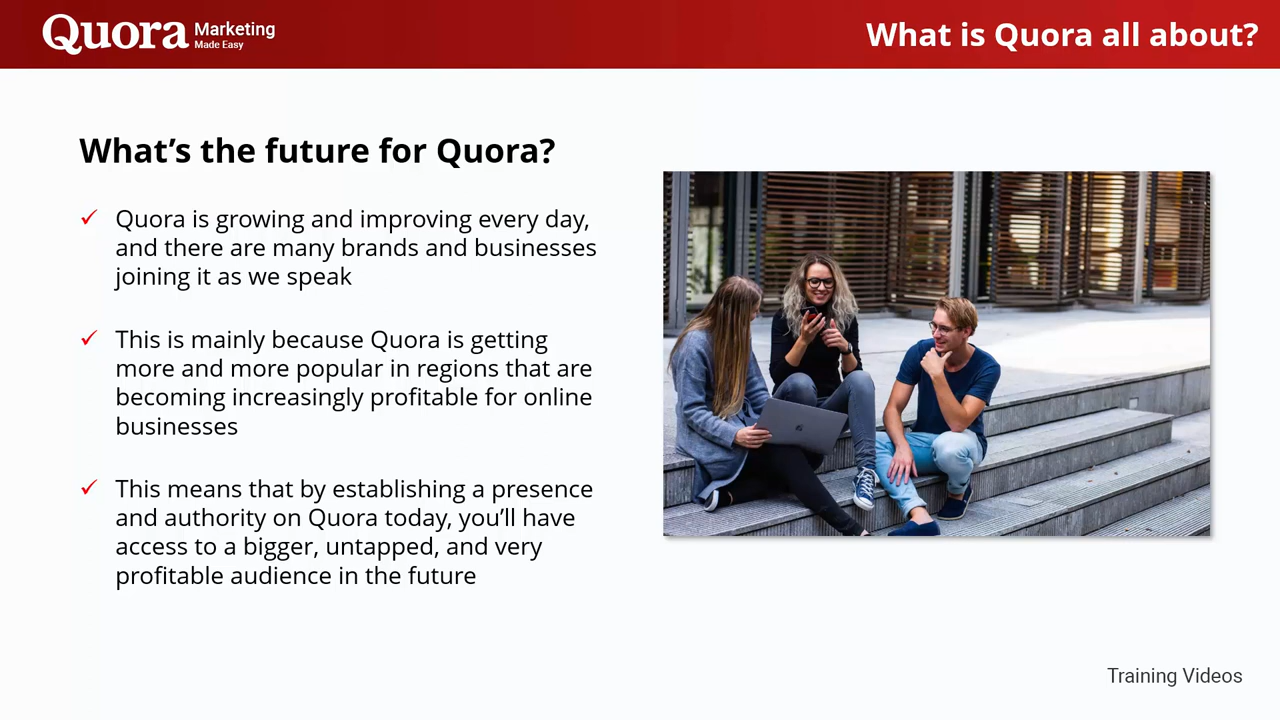 Quora Marketing
Made Easy
What is Quora all about?
What’s the future for Quora?
Quora is growing and improving every day,
and there are many brands and businesses
joining it as we speak
This is mainly because Quora is getting
more and more popular in regions that are
becoming increasingly profitable for online
businesses
This means that by establishing a presence
and authority on Quora today, you’ll have
access to a bigger, untapped, and very
profitable audience in the future
Training Videos